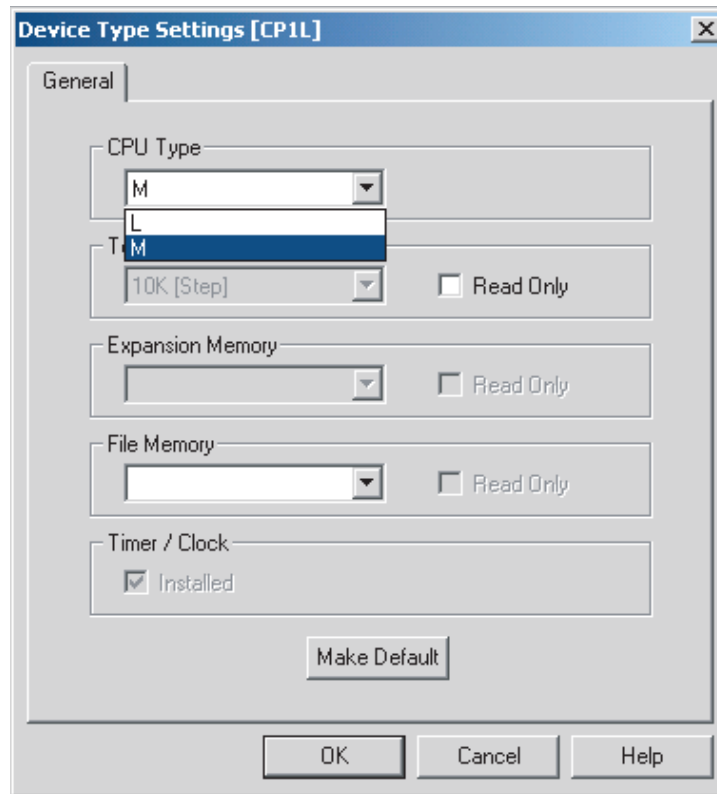 Device Type Settings [CP1L]
General
CPU Type
M
L
M
10K [Step]
Read Only
Expansion Memory
Read Only
File Memory
Read Only
Timer / Clock
Installed
Make Default
OK Cancel Help